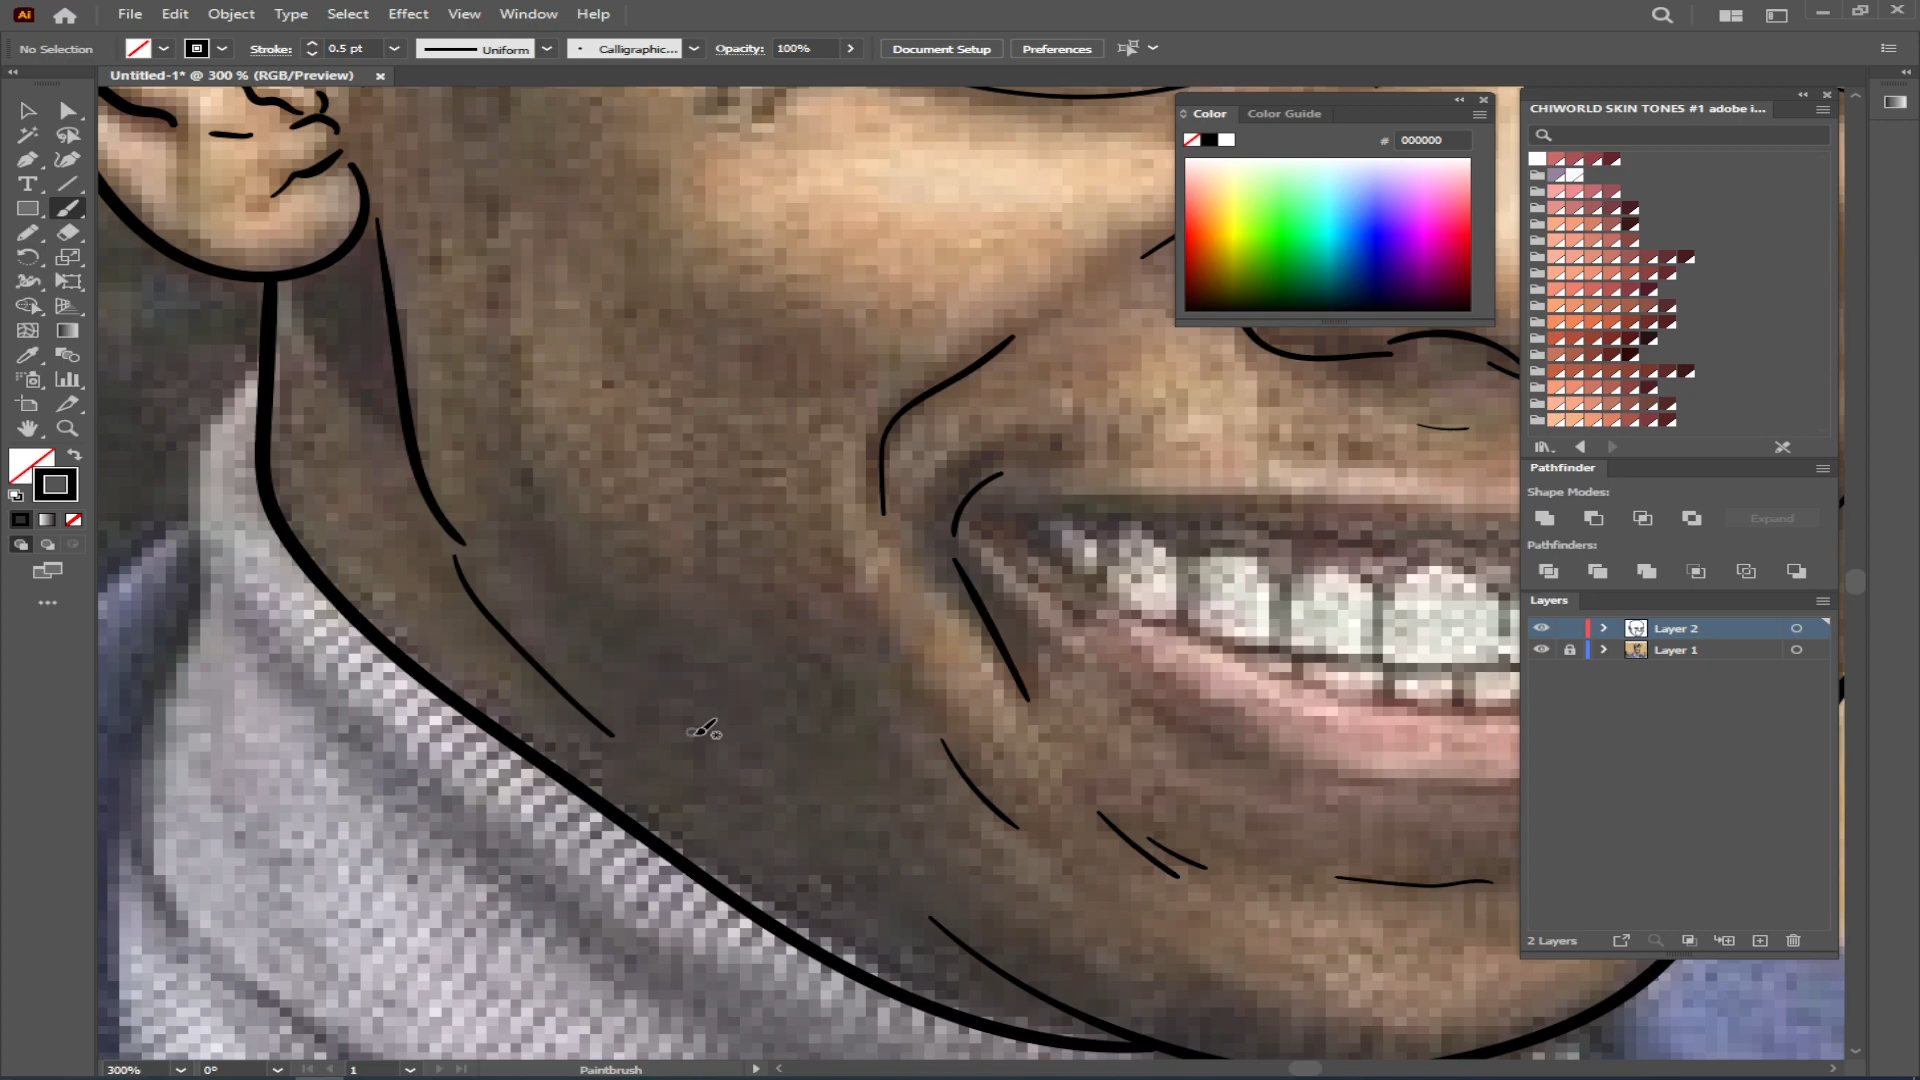 Ai File Edit Object Type Select Effect View Window Help
No Selection Stroke: 0.5 pt Uniform Calligraphic... Opacity: 100% Document Setup Preferences
Untitled-1* @ 300 % (RGB/Preview)
Color Color Guide
# 000000
CHIWORLD SKIN TONES #1 adobe i...
Pathfinder
Shape Modes:
Expand
Pathfinders:
Layers
Layer 2
Layer 1
2 Layers
300% 0° 1 Paintbrush